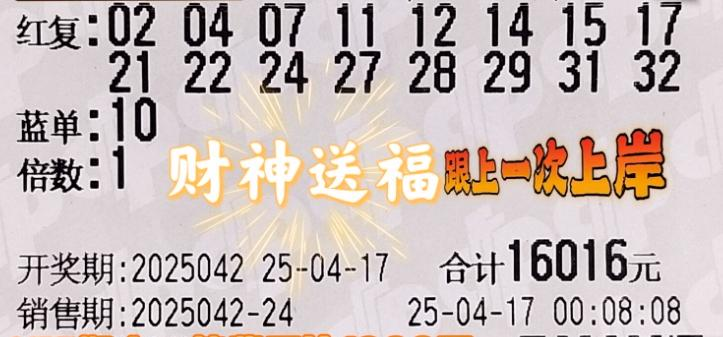 红复:02 04 07 11 12 14 15 17
21 22 24 27 28 29 31 32
蓝单:10
倍数:1
财神送福跟上一次上岸
开奖期:2025042 25-04-17 合计16016元
销售期:2025042-24 25-04-17 00:08:08